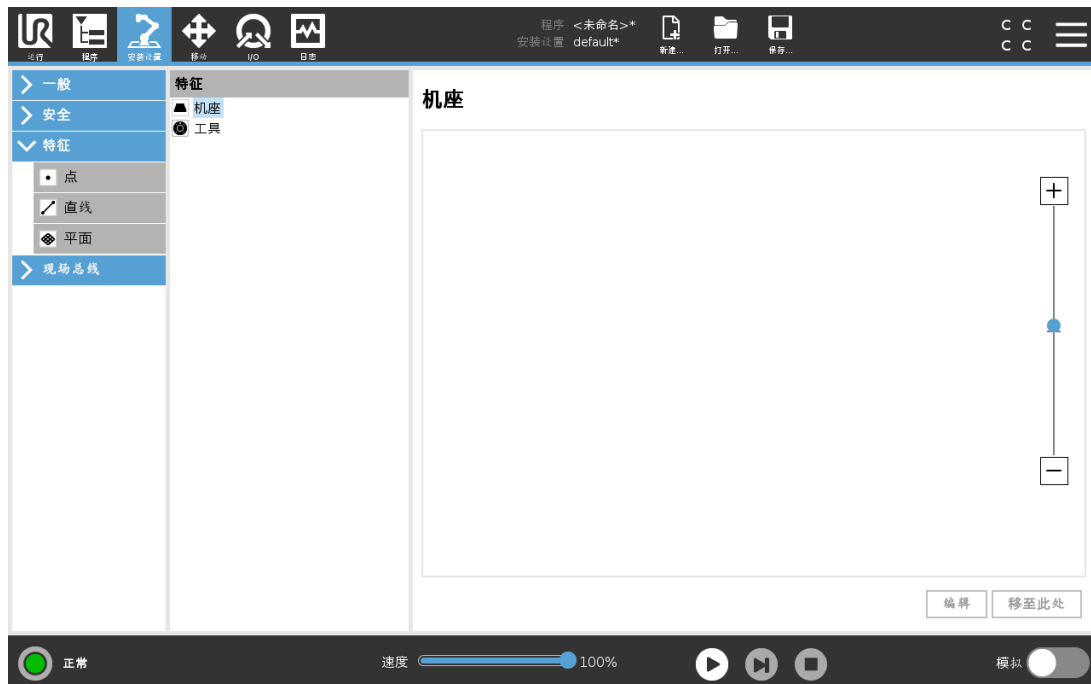 UR
运行 程序 安装设置 移动 I/O 日志
程序 <未命名>*
安装设置 default*
新建... 打开... 保存...
C C
C C
一般
安全
特征
点
直线
平面
现场总线
特征
机座
工具
机座
编辑 移至此处
正常
速度 100%
模拟